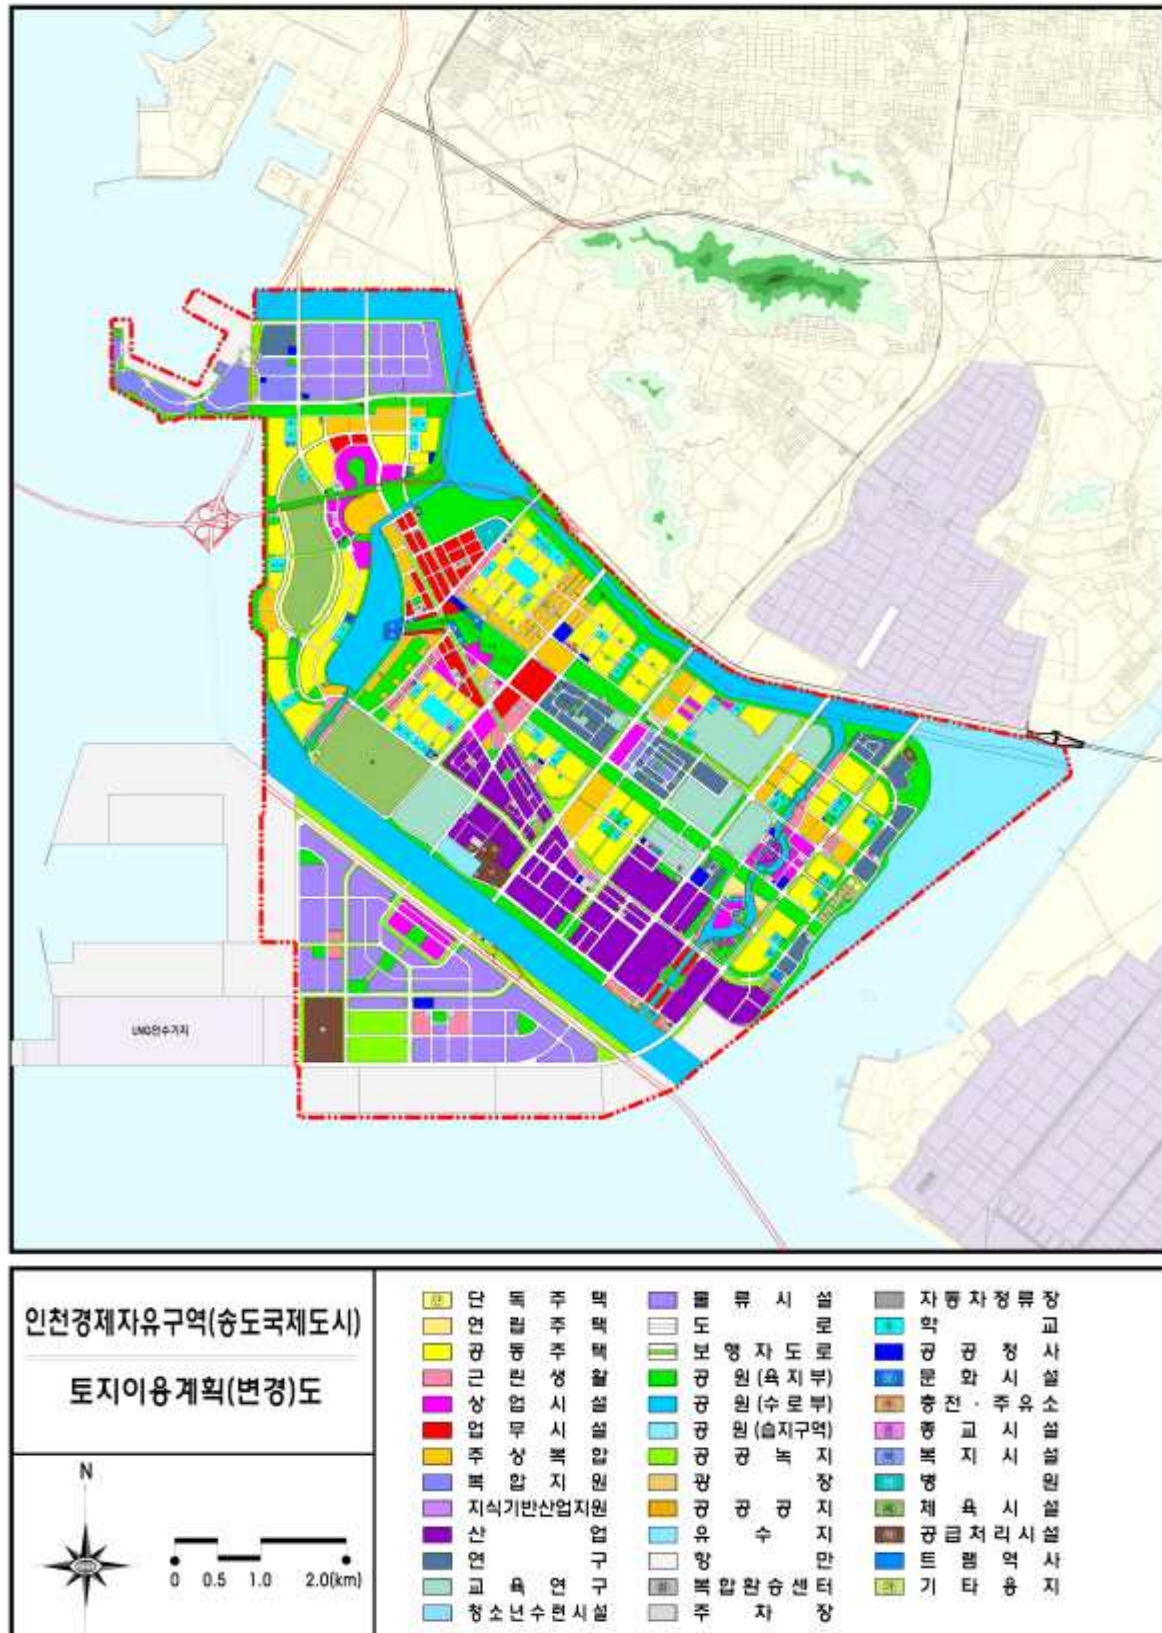 LNG인수기지
인천경제자유구역(송도국제도시)
토지이용계획(변경)도
N
0 0.5 1.0 2.0(km)
단독주택
연립주택
공동주택
근린생활
상업시설
업무시설
주상복합
복합지원
지식기반산업지원
산업
연구
교육연구
청소년수련시설
물류시설
도로
보행자도로
공원(육지부)
공원(수로부)
공원(습지구역)
공공녹지
광장
공공공지
유수지
항만
복합환승센터
주차장
자동차정류장
학교
공공청사
문화시설
충전·주유소
종교시설
복지시설
병원
체육시설
공급처리시설
트램역사
기타용지